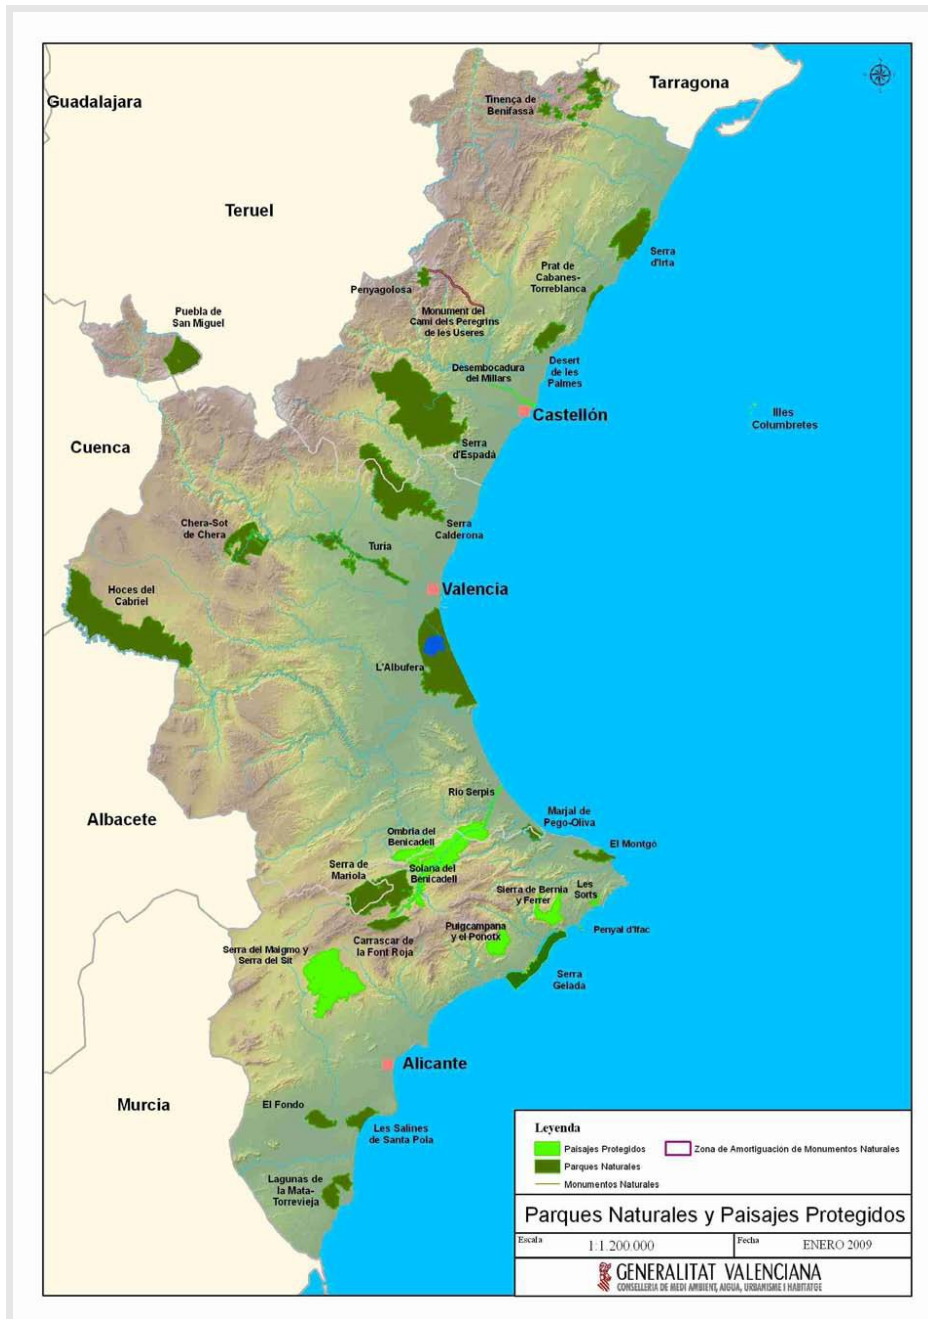 Guadalajara
Tarragona
Tinença de
Benifassà
Teruel
Serra
d'Irta
Prat de
Cabanes-
Torreblanca
Penyagolosa
Monument del
Camí dels Peregrins
de les Useres
Puebla de
San Miguel
Desert
de les
Palmes
Desembocadura
del Millars
Castellón
Illes
Columbretes
Cuenca
Serra
d'Espadà
Serra
Calderona
Chera-Sot
de Chera
Turia
Valencia
Hoces del
Cabriel
L'Albufera
Río Serpis
Marjal de
Pego-Oliva
Albacete
Ombria del
Benicadell
El Montgó
Serra de
Mariola
Solana del
Benicadell
Sierra de Bernia
y Ferrer
Les
Sorts
Penyal d'Ifac
Puigcampana
y el Ponotx
Carrascar de
la Font Roja
Serra del Maigmo y
Serra del Sit
Serra
Gelada
Alicante
Murcia
El Fondo
Les Salines
de Santa Pola
Lagunas de
la Mata-
Torrevieja
Leyenda
Paisajes Protegidos
Zona de Amortiguación de Monumentos Naturales
Parques Naturales
Monumentos Naturales
Parques Naturales y Paisajes Protegidos
Escala
1:1.200.000
Fecha
ENERO 2009
GENERALITAT VALENCIANA
CONSELLERIA DE MEDI AMBIENT, AIGUA, URBANISME I HABITATGE